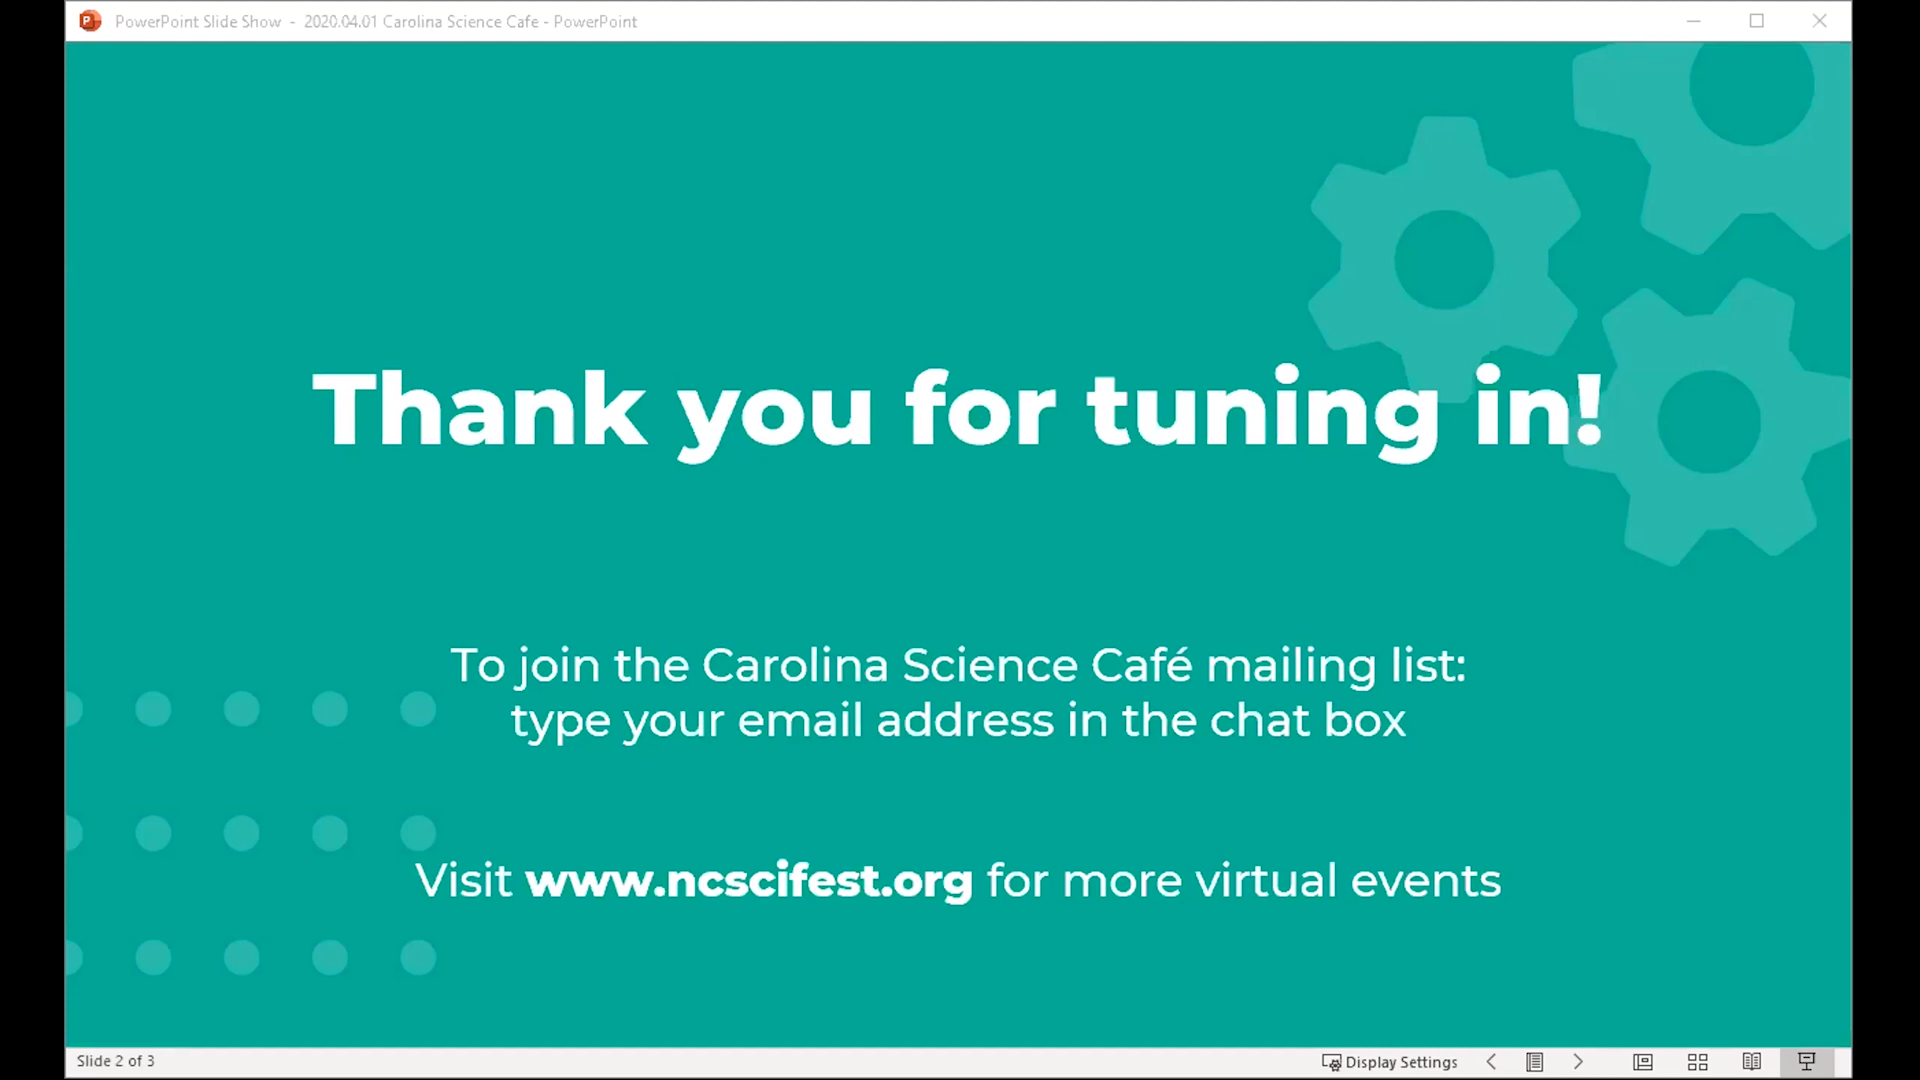 PowerPoint Slide Show - 2020.04.01 Carolina Science Cafe - PowerPoint
Thank you for tuning in!
To join the Carolina Science Café mailing list:
type your email address in the chat box
Visit www.ncscifest.org for more virtual events
Slide 2 of 3
Display Settings